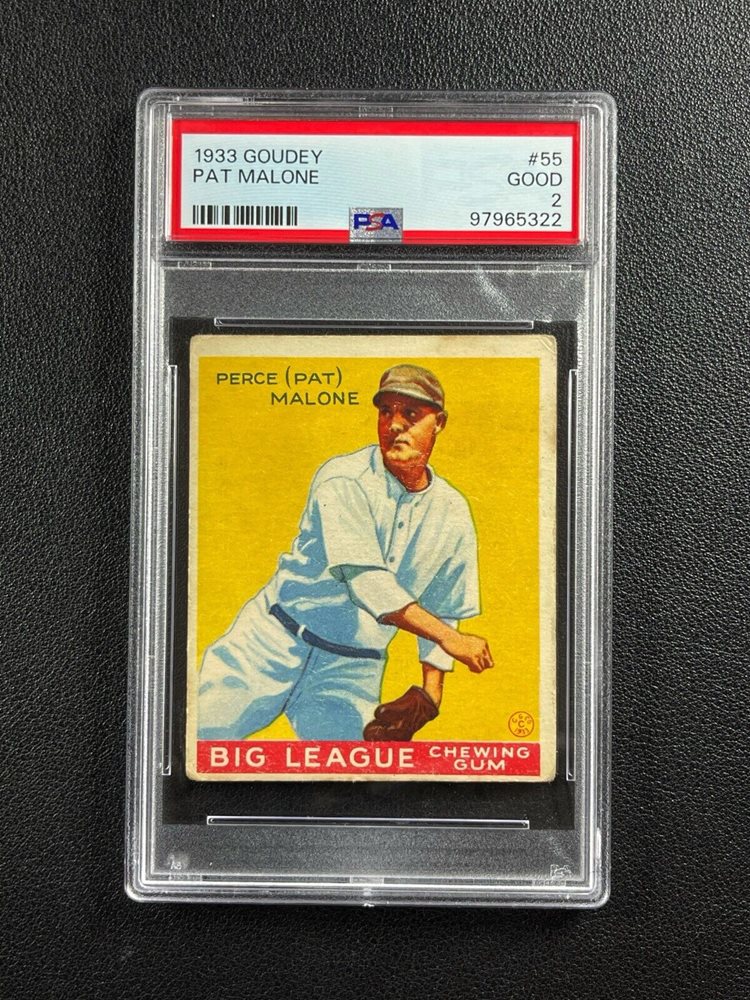 1933 GOUDEY #55
PAT MALONE GOOD
2
PSA 97965322
PERCE (PAT)
MALONE
BIG LEAGUE CHEWING GUM